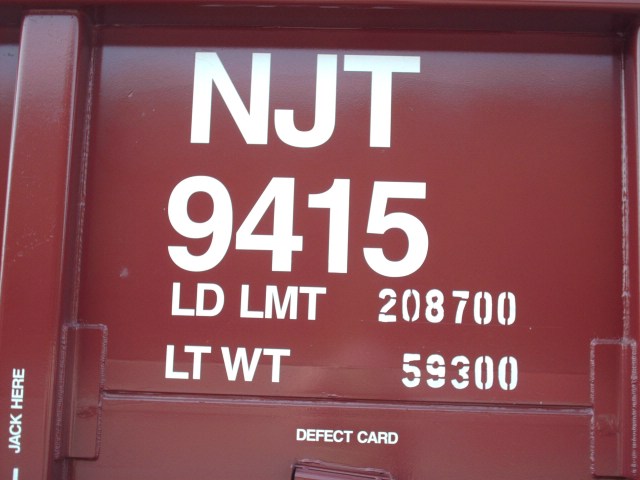 NJT
9415
LD LMT 208700
LT WT 59300
DEFECT CARD
JACK HERE